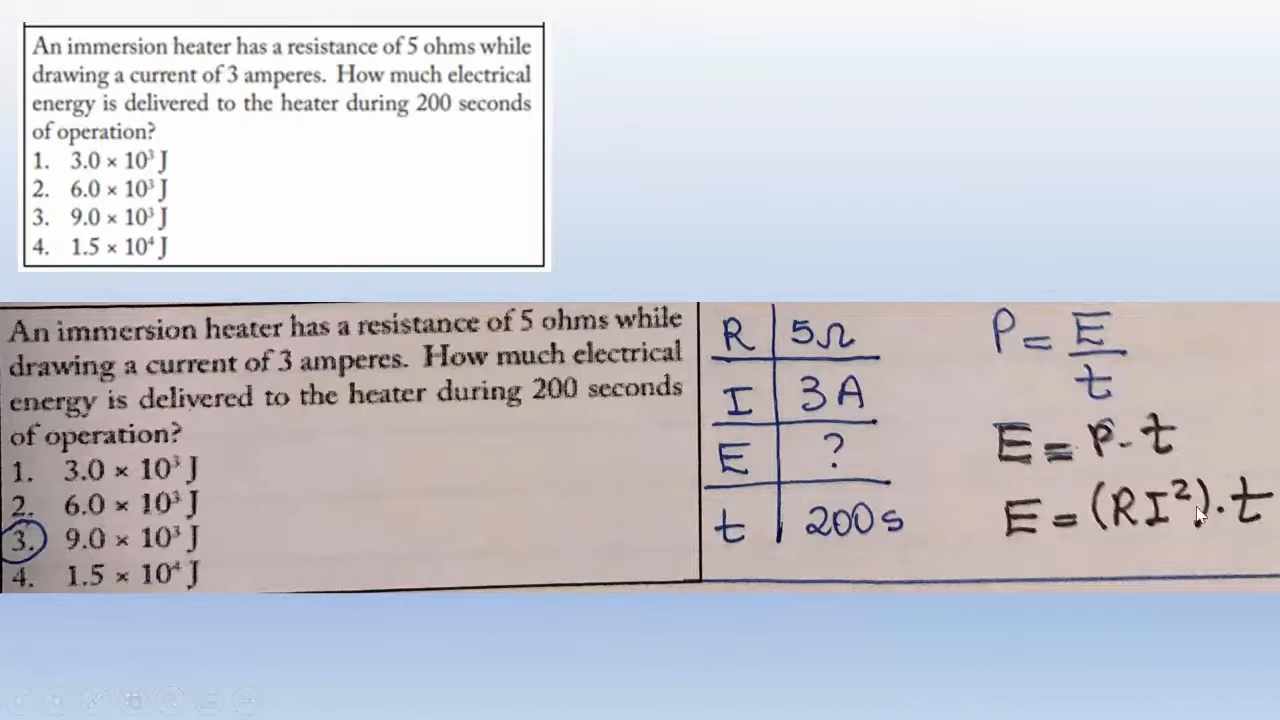 An immersion heater has a resistance of 5 ohms while
drawing a current of 3 amperes. How much electrical
energy is delivered to the heater during 200 seconds
of operation?
1. 3.0 × 10³ J
2. 6.0 × 10³ J
3. 9.0 × 10³ J
4. 1.5 × 10⁴ J
An immersion heater has a resistance of 5 ohms while
drawing a current of 3 amperes. How much electrical
energy is delivered to the heater during 200 seconds
of operation?
1. 3.0 × 10³ J
2. 6.0 × 10³ J
3. 9.0 × 10³ J
4. 1.5 × 10⁴ J
R 5Ω
I 3A
E ?
t 200s
P = E/t
E = P · t
E = (RI²) · t